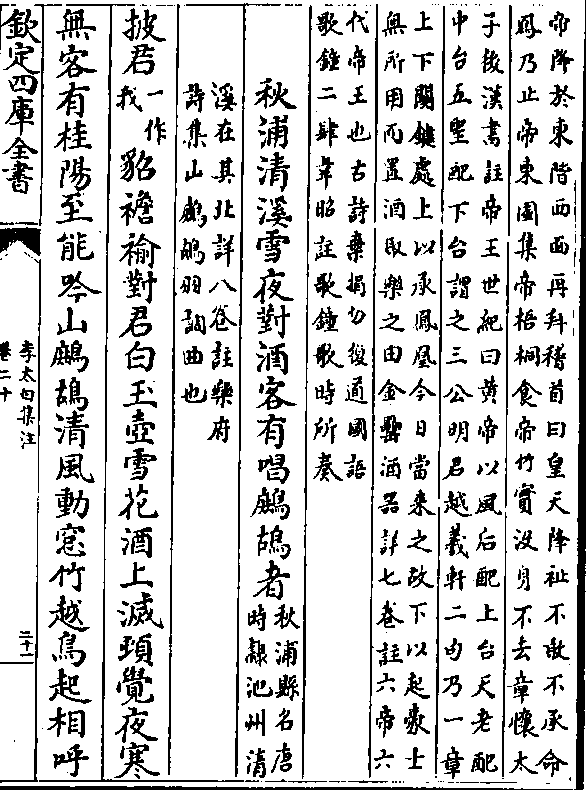 帝降於東階西面再拜稽首曰皇天降祉不敢不承命
鳳乃止帝東園集帝梧桐食帝竹實没身不去章懷太
子後漢書註帝王世紀曰黄帝以風后配上台天老配
中台五聖配下台謂之三公明君越羲軒二句乃一章
上下關鍵處上以承鳳凰今日當來之故下以起豪士
無所用而置酒取樂之由金罍酒器詳七卷註六帝六
代帝王也古詩棄捐勿復道國語
歌鐘二肆韋昭註歌鐘歌時所奏
秋浦清溪雪夜對酒客有唱鷓鴣者
秋浦縣名唐
時隸池州清
溪在其北詳八卷註樂府
詩集山鷓鴣羽調曲也
披君
一作
我
貂襜褕對君白玉壺雪花酒上滅頓覺夜寒
無客有桂陽至能吟山鷓鴣清風動窓竹越鳥起相呼
欽定四庫全書
李太白集注
卷二十
二十一